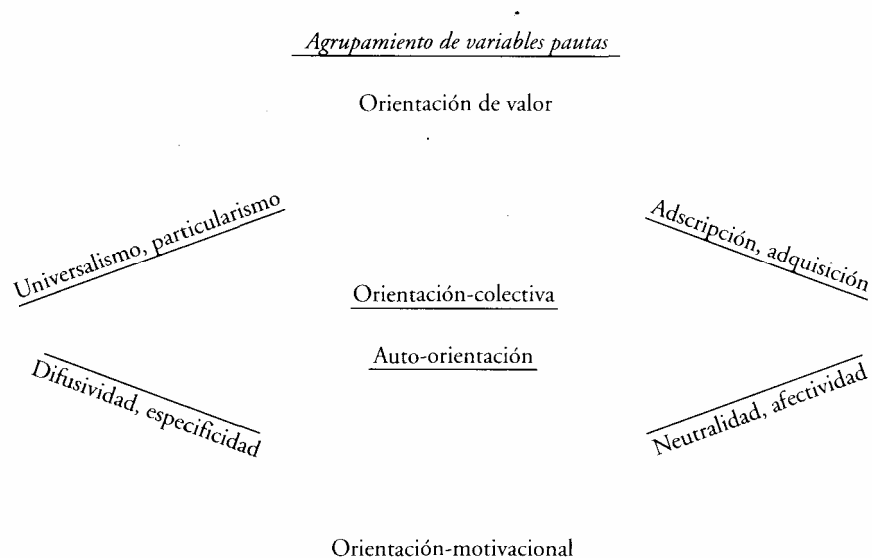 Agrupamiento de variables pautas
Orientación de valor
Universalismo, particularismo
Adscripción, adquisición
Orientación-colectiva
Auto-orientación
Difusividad, especificidad
Neutralidad, afectividad
Orientación-motivacional